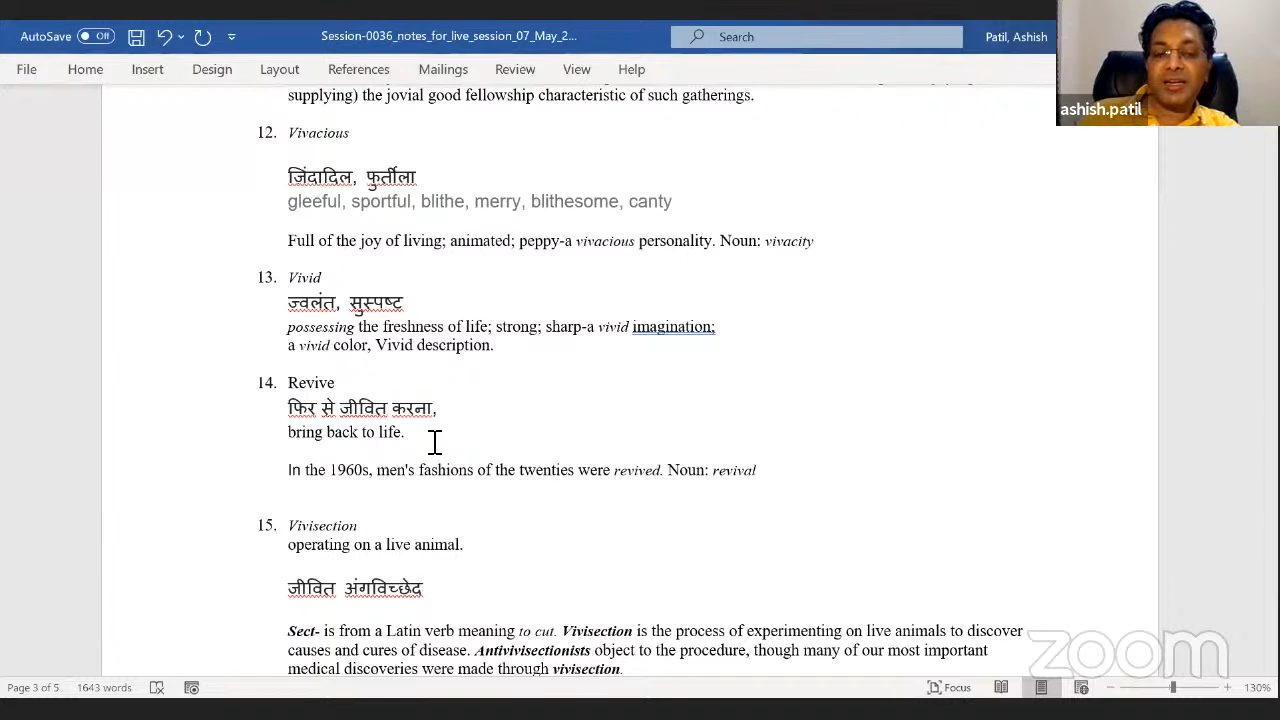 AutoSave Off
Session-0036_notes_for_live_session_07_May_2...
Search
Patil, Ashish
File Home Insert Design Layout References Mailings Review View Help
ashish.patil
supplying) the jovial good fellowship characteristic of such gatherings.
12. Vivacious
ज़िंदादिल, फुर्तीला
gleeful, sportful, blithe, merry, blithesome, canty
Full of the joy of living; animated; peppy-a vivacious personality. Noun: vivacity
13. Vivid
ज्वलंत, सुस्पष्ट
possessing the freshness of life; strong; sharp-a vivid imagination;
a vivid color, Vivid description.
14. Revive
फिर से जीवित करना,
bring back to life.
In the 1960s, men's fashions of the twenties were revived. Noun: revival
15. Vivisection
operating on a live animal.
जीवित अंगविच्छेद
Sect- is from a Latin verb meaning to cut. Vivisection is the process of experimenting on live animals to discover
causes and cures of disease. Antivivisectionists object to the procedure, though many of our most important
medical discoveries were made through vivisection.
zoom
Page 3 of 5 1643 words Focus 130%